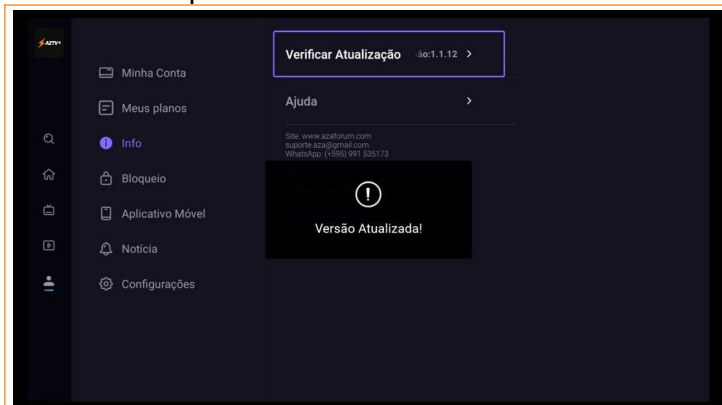 AZTV+
Minha Conta
Meus planos
Info
Bloqueio
Aplicativo Móvel
Notícia
Configurações
Verificar Atualização ão:1.1.12 >
Ajuda >
Site: www.azaforum.com
suporte.aza@gmail.com
WhatsApp: (+595) 991 535173
Versão Atualizada!